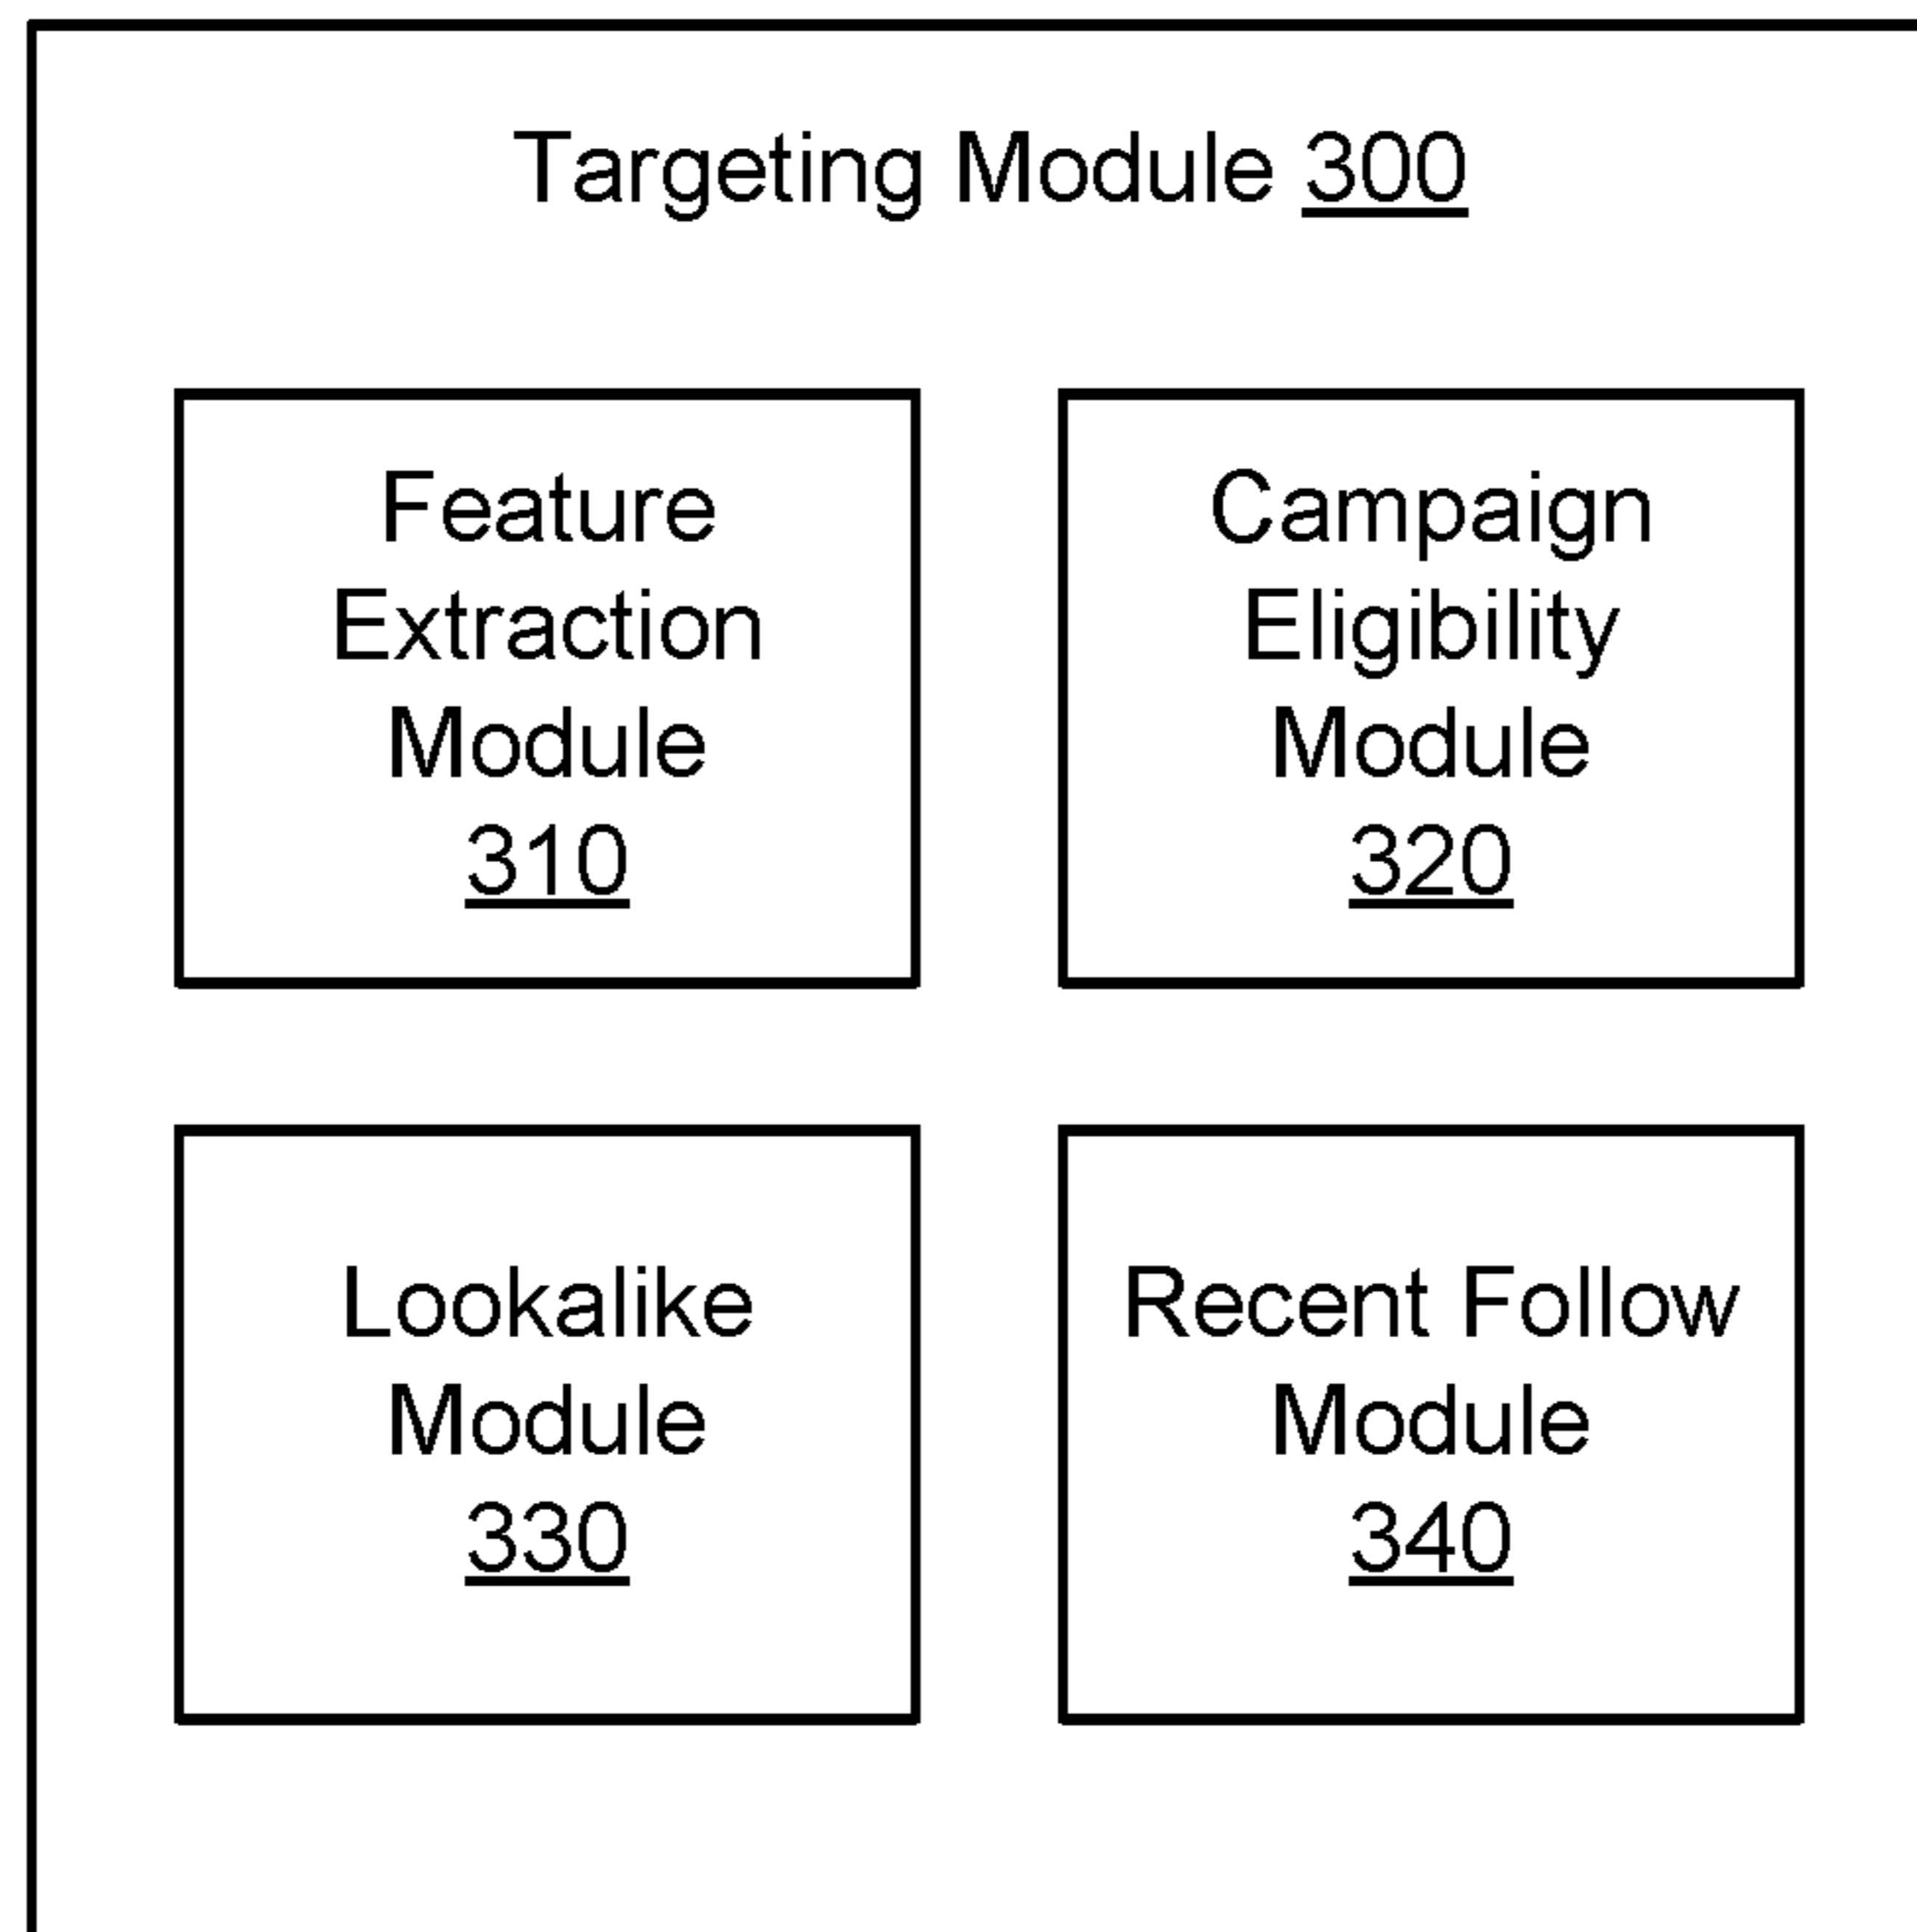 Targeting Module 300
Feature
Extraction
Module
310
Campaign
Eligibility
Module
320
Lookalike
Module
330
Recent Follow
Module
340